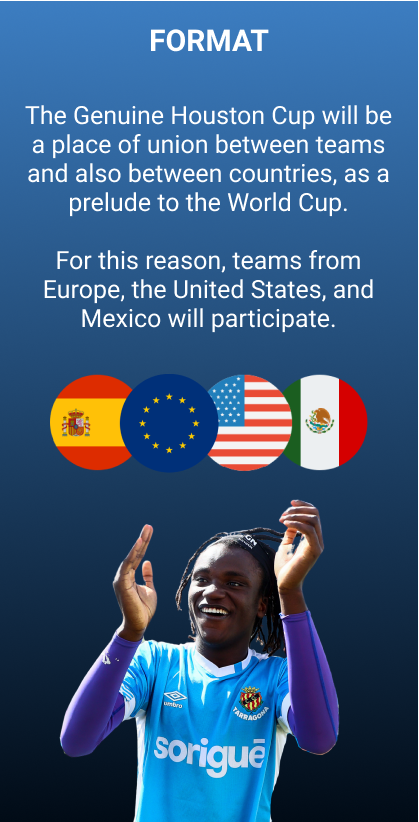 FORMAT
The Genuine Houston Cup will be
a place of union between teams
and also between countries, as a
prelude to the World Cup.
For this reason, teams from
Europe, the United States, and
Mexico will participate.
umbro
TARRAGONA
sorigué